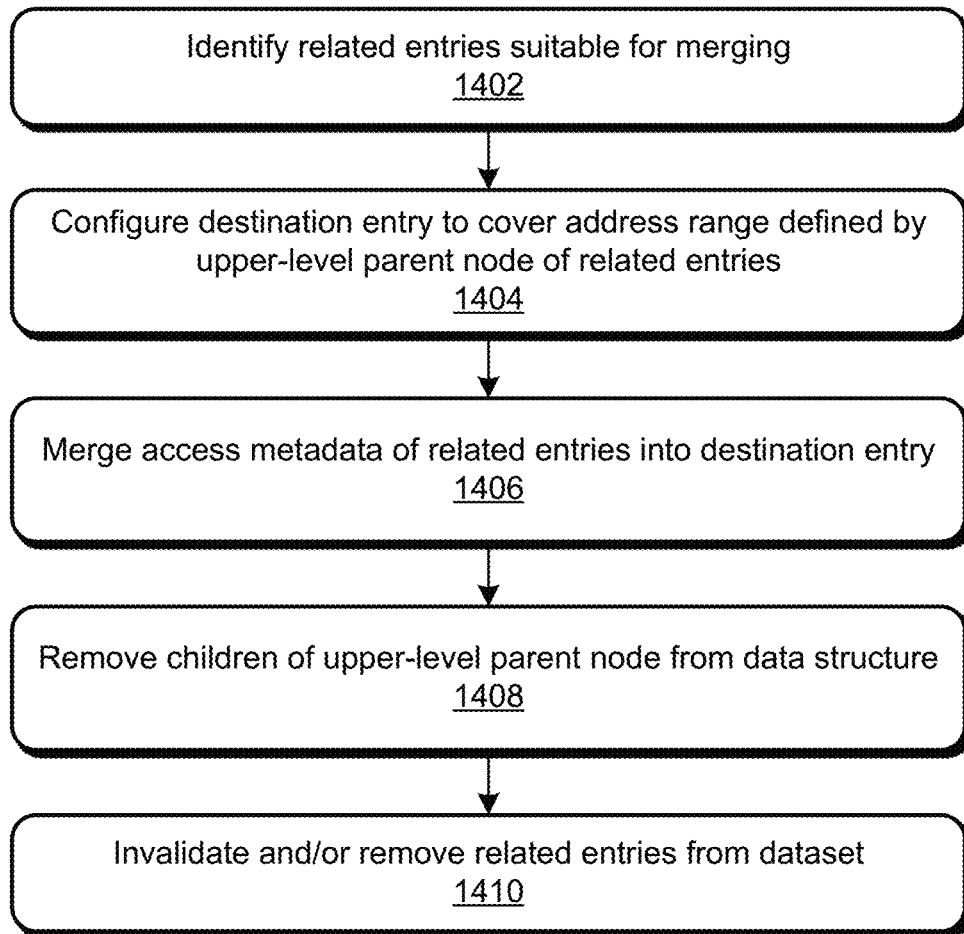 Identify related entries suitable for merging
1402
Configure destination entry to cover address range defined by
upper-level parent node of related entries
1404
Merge access metadata of related entries into destination entry
1406
Remove children of upper-level parent node from data structure
1408
Invalidate and/or remove related entries from dataset
1410